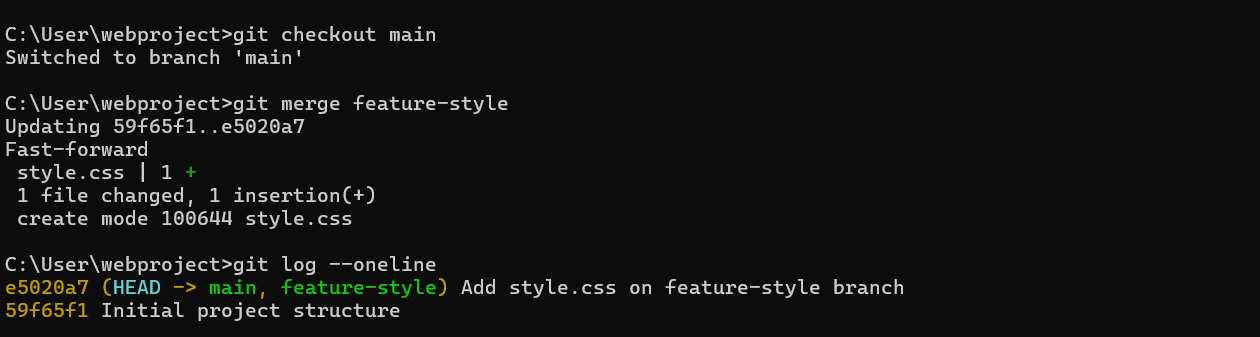 C:\User\webproject>git checkout main
Switched to branch 'main'
C:\User\webproject>git merge feature-style
Updating 59f65f1..e5020a7
Fast-forward
 style.css | 1 +
 1 file changed, 1 insertion(+)
 create mode 100644 style.css
C:\User\webproject>git log --oneline
e5020a7 (HEAD -> main, feature-style) Add style.css on feature-style branch
59f65f1 Initial project structure